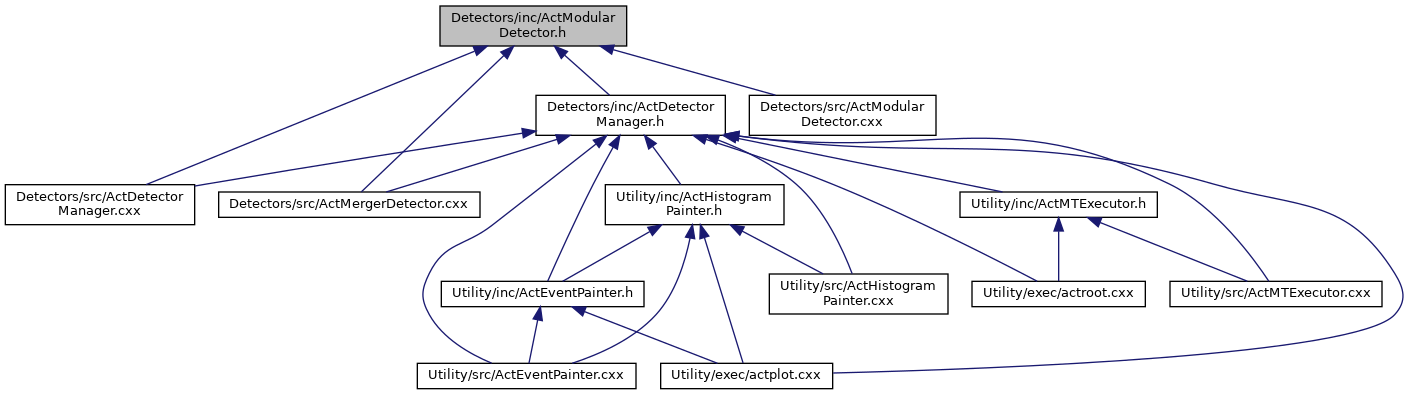 Detectors/inc/ActModular
Detector.h
Detectors/inc/ActDetector
Manager.h
Detectors/src/ActModular
Detector.cxx
Detectors/src/ActDetector
Manager.cxx
Detectors/src/ActMergerDetector.cxx
Utility/inc/ActHistogram
Painter.h
Utility/inc/ActMTExecutor.h
Utility/inc/ActEventPainter.h
Utility/src/ActHistogram
Painter.cxx
Utility/exec/actroot.cxx
Utility/src/ActMTExecutor.cxx
Utility/src/ActEventPainter.cxx
Utility/exec/actplot.cxx